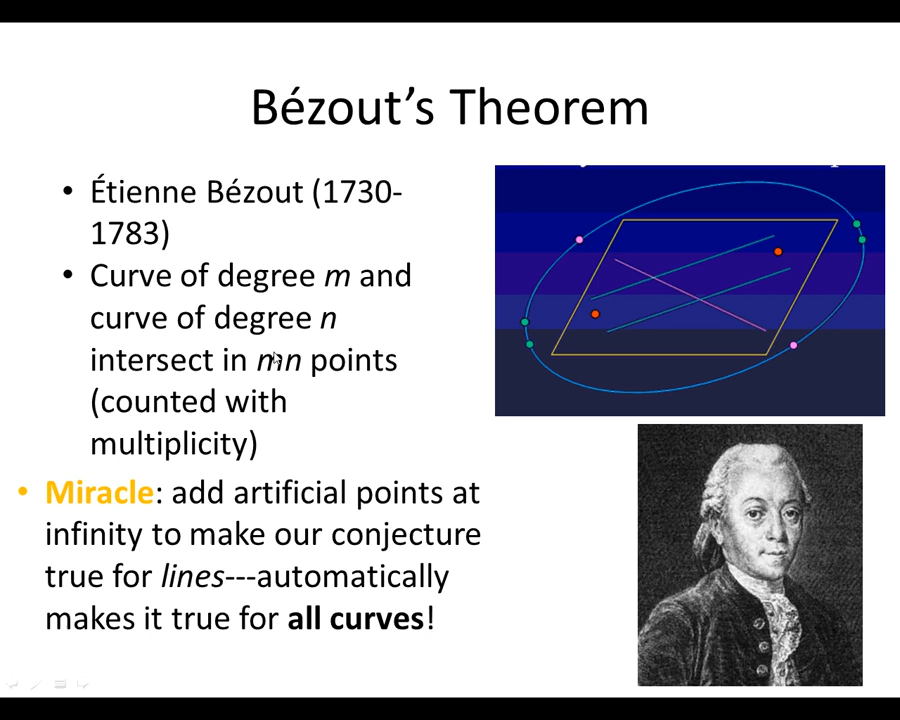 Bézout's Theorem
• Étienne Bézout (1730-
1783)
• Curve of degree m and
curve of degree n
intersect in mn points
(counted with
multiplicity)
• Miracle: add artificial points at
infinity to make our conjecture
true for lines---automatically
makes it true for all curves!